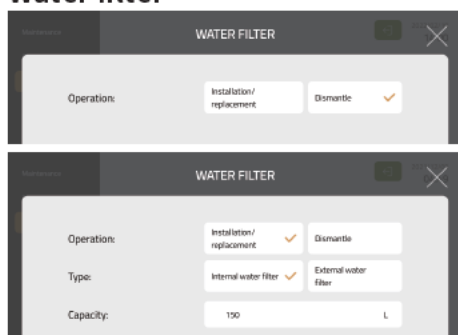 Water filter
Maintenance
WATER FILTER
Operation:
Installation/
replacement
Dismantle
Maintenance
WATER FILTER
Operation:
Installation/
replacement
Dismantle
Type:
Internal water filter
External water
filter
Capacity:
150
L